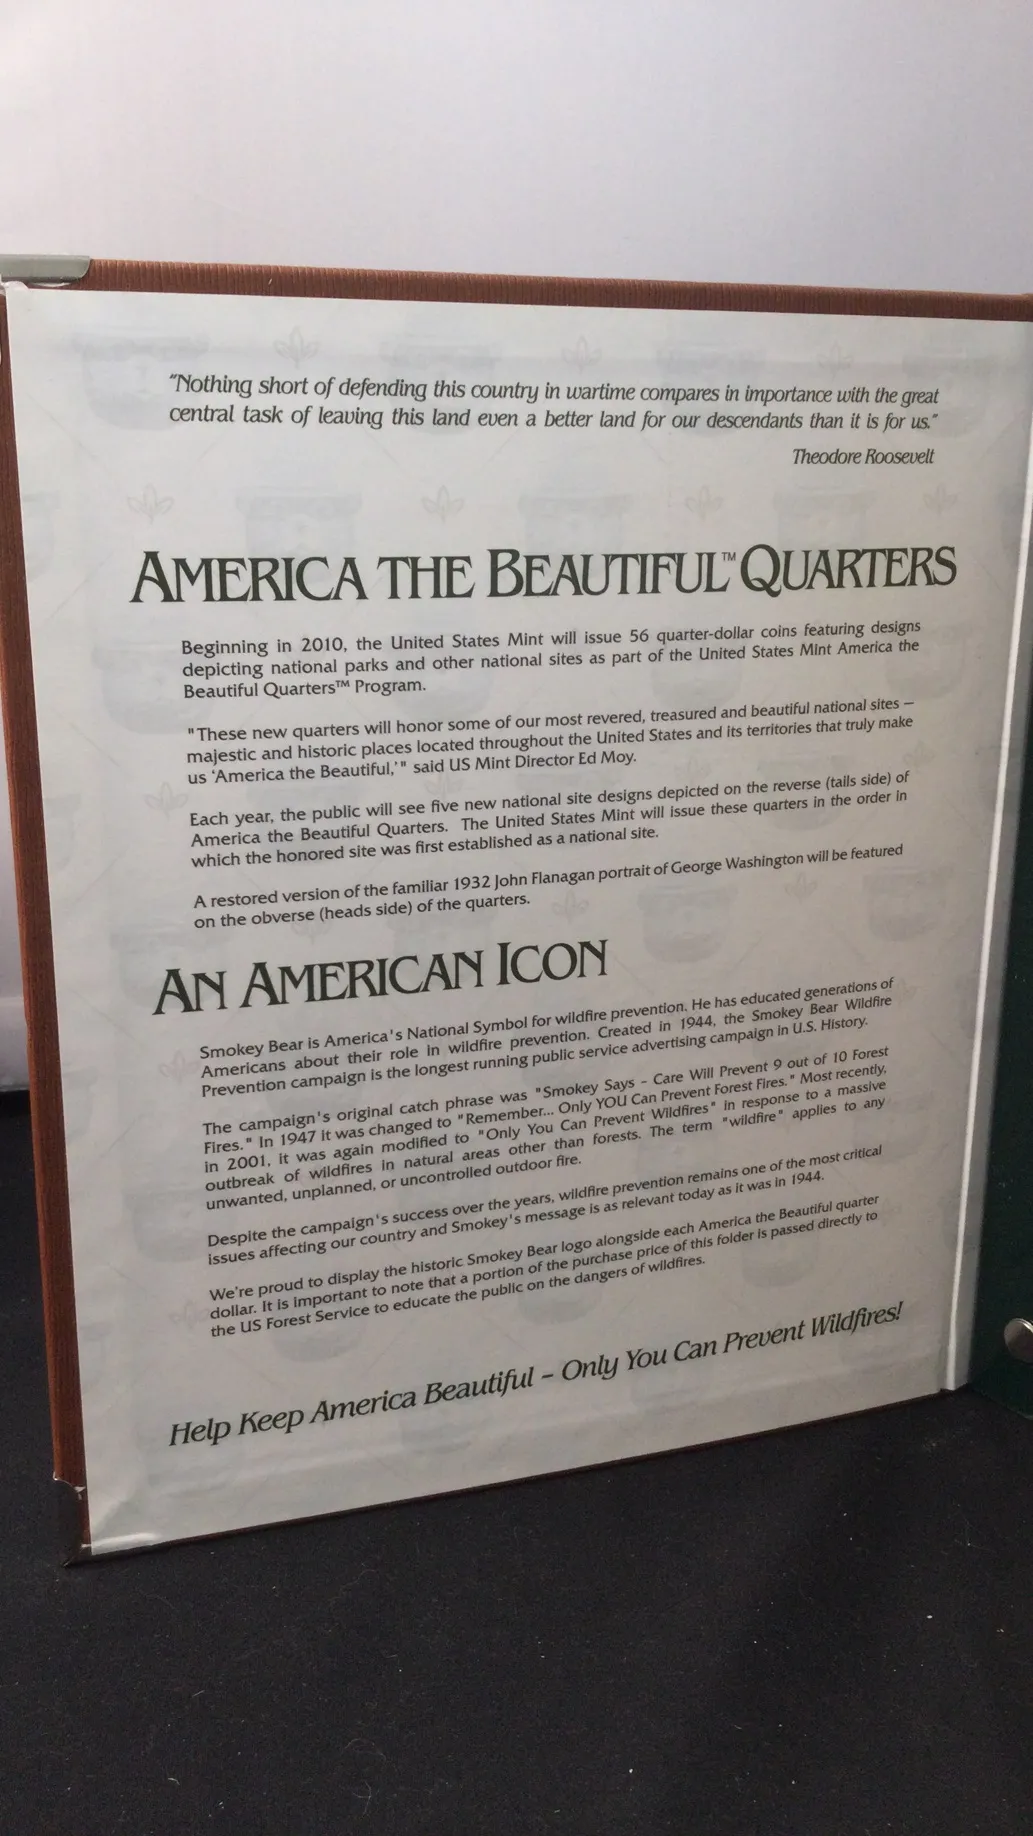 "Nothing short of defending this country in wartime compares in importance with the great
central task of leaving this land even a better land for our descendants than it is for us."
Theodore Roosevelt
AMERICA THE BEAUTIFUL™ QUARTERS
Beginning in 2010, the United States Mint will issue 56 quarter-dollar coins featuring designs
depicting national parks and other national sites as part of the United States Mint America the
Beautiful Quarters™ Program.
"These new quarters will honor some of our most revered, treasured and beautiful national sites –
majestic and historic places located throughout the United States and its territories that truly make
us ‘America the Beautiful,’" said US Mint Director Ed Moy.
Each year, the public will see five new national site designs depicted on the reverse (tails side) of
America the Beautiful Quarters. The United States Mint will issue these quarters in the order in
which the honored site was first established as a national site.
A restored version of the familiar 1932 John Flanagan portrait of George Washington will be featured
on the obverse (heads side) of the quarters.
AN AMERICAN ICON
Smokey Bear is America's National Symbol for wildfire prevention. He has educated generations of
Americans about their role in wildfire prevention. Created in 1944, the Smokey Bear Wildfire
Prevention campaign is the longest running public service advertising campaign in U.S. History.
The campaign's original catch phrase was "Smokey Says - Care Will Prevent 9 out of 10 Forest
Fires." In 1947 it was changed to "Remember... Only YOU Can Prevent Forest Fires." Most recently,
in 2001, it was again modified to "Only You Can Prevent Wildfires" in response to a massive
outbreak of wildfires in natural areas other than forests. The term "wildfire" applies to any
unwanted, unplanned, or uncontrolled outdoor fire.
Despite the campaign's success over the years, wildfire prevention remains one of the most critical
issues affecting our country and Smokey's message is as relevant today as it was in 1944.
We're proud to display the historic Smokey Bear logo alongside each America the Beautiful quarter
dollar. It is important to note that a portion of the purchase price of this folder is passed directly to
the US Forest Service to educate the public on the dangers of wildfires.
Help Keep America Beautiful – Only You Can Prevent Wildfires!